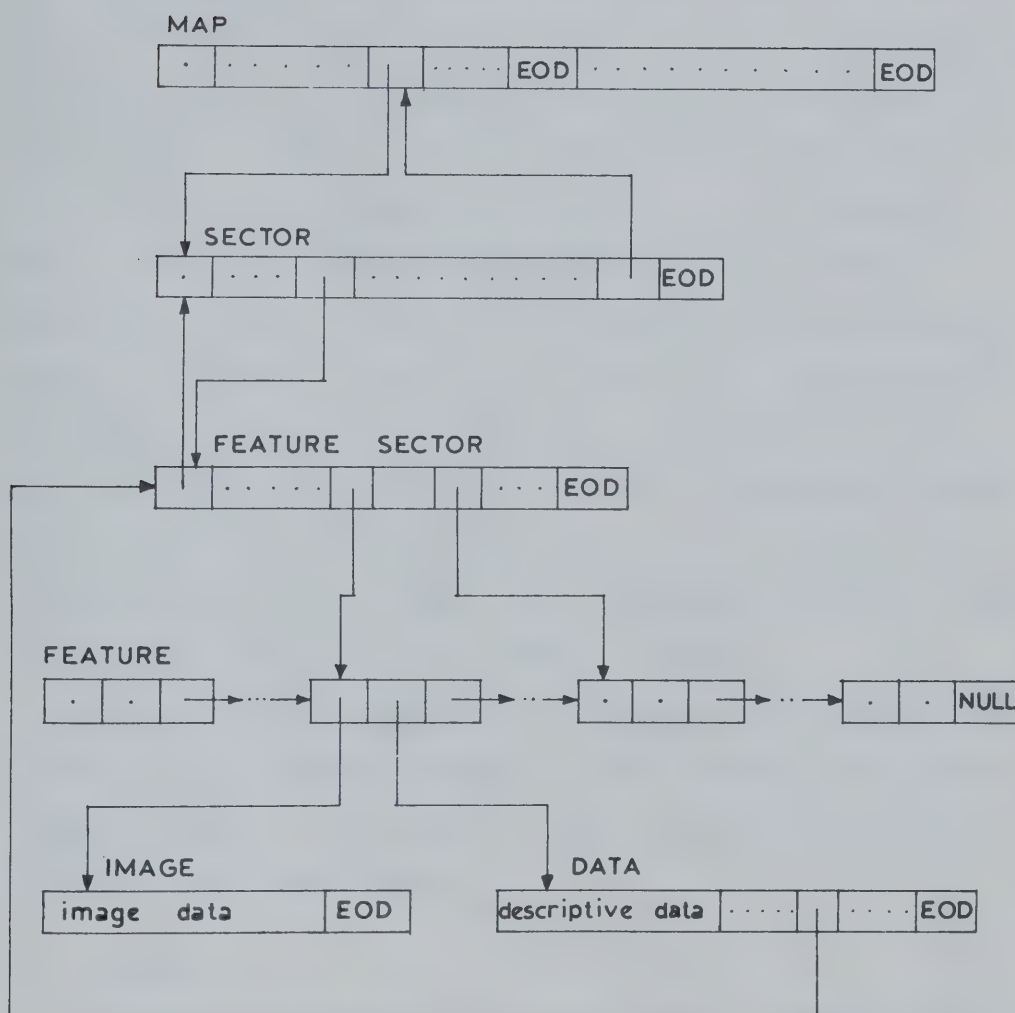 MAP
EOD EOD
SECTOR
EOD
FEATURE SECTOR
EOD
FEATURE
NULL
IMAGE
DATA
image data EOD
descriptive data EOD